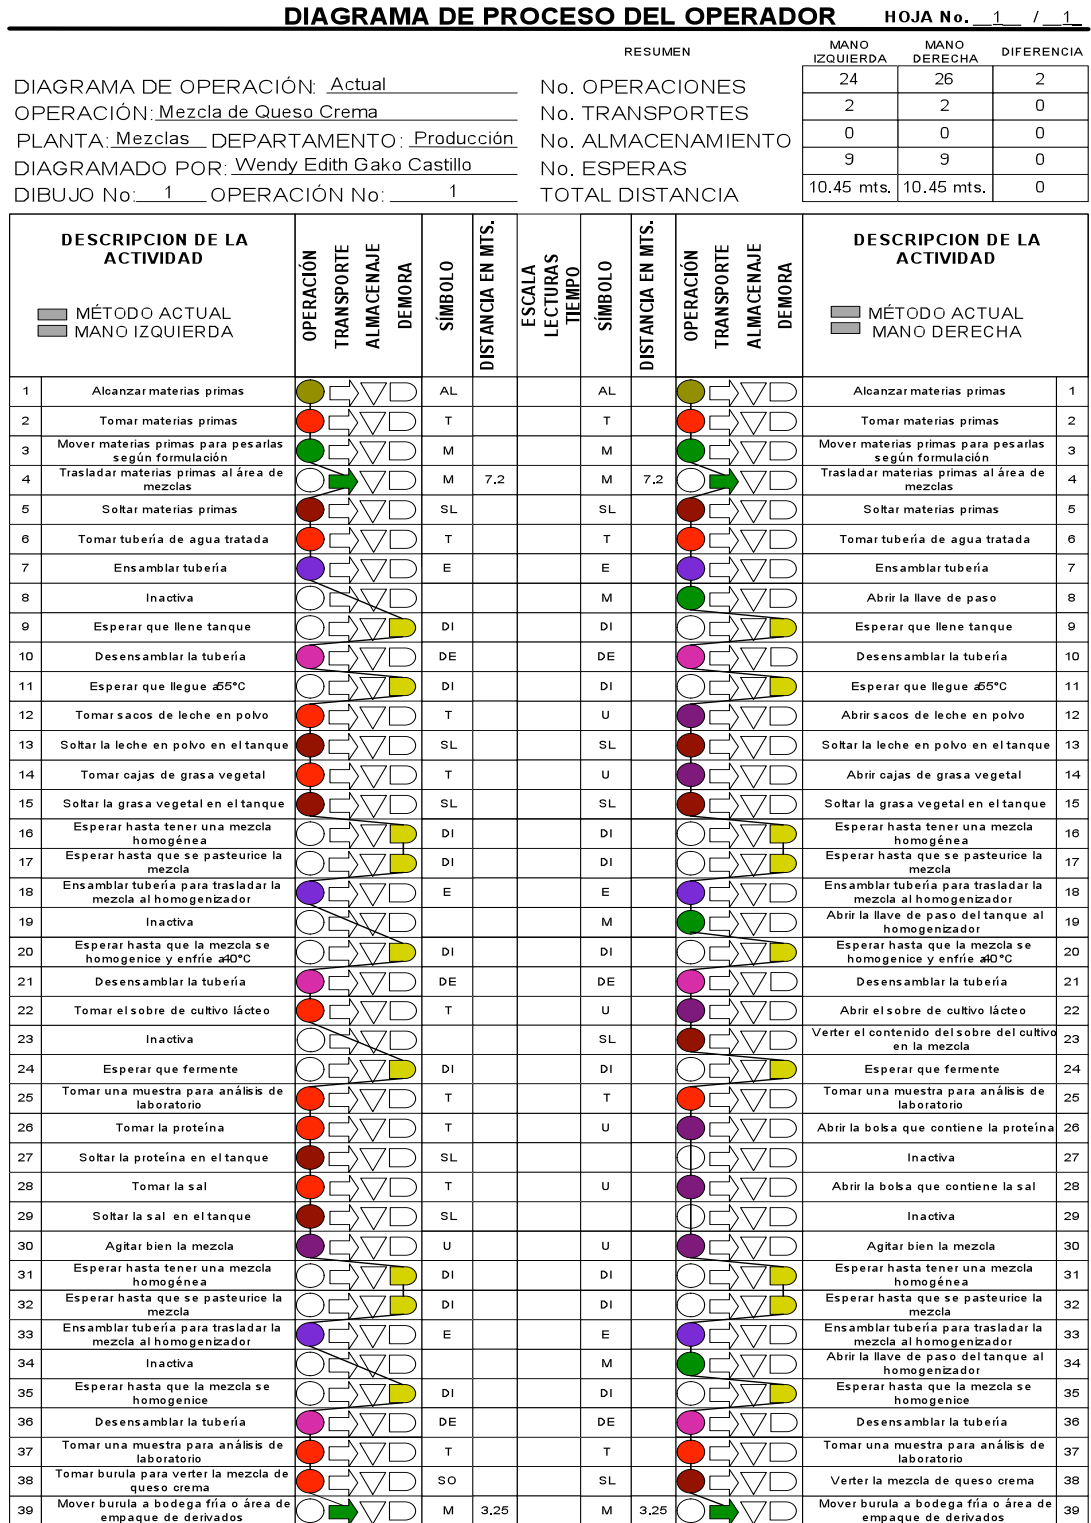 DIAGRAMA DE PROCESO DEL OPERADOR HOJA No. 1 / 1
RESUMEN MANO IZQUIERDA MANO DERECHA DIFERENCIA
DIAGRAMA DE OPERACIÓN: Actual No. OPERACIONES 24 26 2
OPERACIÓN: Mezcla de Queso Crema No. TRANSPORTES 2 2 0
PLANTA: Mezclas DEPARTAMENTO: Producción No. ALMACENAMIENTO 0 0 0
DIAGRAMADO POR: Wendy Edith Gako Castillo No. ESPERAS 9 9 0
DIBUJO No: 1 OPERACIÓN No: 1 TOTAL DISTANCIA 10.45 mts. 10.45 mts. 0
DESCRIPCION DE LA ACTIVIDAD
MÉTODO ACTUAL
MANO IZQUIERDA
OPERACIÓN
TRANSPORTE
ALMACENAJE
DEMORA
SÍMBOLO
DISTANCIA EN MTS.
ESCALA
LECTURAS
TIEMPO
SÍMBOLO
DISTANCIA EN MTS.
OPERACIÓN
TRANSPORTE
ALMACENAJE
DEMORA
DESCRIPCION DE LA ACTIVIDAD
MÉTODO ACTUAL
MANO DERECHA
1 Alcanzar materias primas AL AL Alcanzar materias primas 1
2 Tomar materias primas T T Tomar materias primas 2
3 Mover materias primas para pesarlas según formulación M M Mover materias primas para pesarlas según formulación 3
4 Trasladar materias primas al área de mezclas M 7.2 M 7.2 Trasladar materias primas al área de mezclas 4
5 Soltar materias primas SL SL Soltar materias primas 5
6 Tomar tubería de agua tratada T T Tomar tubería de agua tratada 6
7 Ensamblar tubería E E Ensamblar tubería 7
8 Inactiva M Abrir la llave de paso 8
9 Esperar que llene tanque DI DI Esperar que llene tanque 9
10 Desensamblar la tubería DE DE Desensamblar la tubería 10
11 Esperar que llegue a55°C DI DI Esperar que llegue a55°C 11
12 Tomar sacos de leche en polvo T U Abrir sacos de leche en polvo 12
13 Soltar la leche en polvo en el tanque SL SL Soltar la leche en polvo en el tanque 13
14 Tomar cajas de grasa vegetal T U Abrir cajas de grasa vegetal 14
15 Soltar la grasa vegetal en el tanque SL SL Soltar la grasa vegetal en el tanque 15
16 Esperar hasta tener una mezcla homogénea DI DI Esperar hasta tener una mezcla homogénea 16
17 Esperar hasta que se pasteurice la mezcla DI DI Esperar hasta que se pasteurice la mezcla 17
18 Ensamblar tubería para trasladar la mezcla al homogenizador E E Ensamblar tubería para trasladar la mezcla al homogenizador 18
19 Inactiva M Abrir la llave de paso del tanque al homogenizador 19
20 Esperar hasta que la mezcla se homogenice y enfríe a40°C DI DI Esperar hasta que la mezcla se homogenice y enfríe a40°C 20
21 Desensamblar la tubería DE DE Desensamblar la tubería 21
22 Tomar el sobre de cultivo lácteo T U Abrir el sobre de cultivo lácteo 22
23 Inactiva SL Verter el contenido del sobre del cultivo en la mezcla 23
24 Esperar que fermente DI DI Esperar que fermente 24
25 Tomar una muestra para análisis de laboratorio T T Tomar una muestra para análisis de laboratorio 25
26 Tomar la proteína T U Abrir la bolsa que contiene la proteína 26
27 Soltar la proteína en el tanque SL Inactiva 27
28 Tomar la sal T U Abrir la bolsa que contiene la sal 28
29 Soltar la sal en el tanque SL Inactiva 29
30 Agitar bien la mezcla U U Agitar bien la mezcla 30
31 Esperar hasta tener una mezcla homogénea DI DI Esperar hasta tener una mezcla homogénea 31
32 Esperar hasta que se pasteurice la mezcla DI DI Esperar hasta que se pasteurice la mezcla 32
33 Ensamblar tubería para trasladar la mezcla al homogenizador E E Ensamblar tubería para trasladar la mezcla al homogenizador 33
34 Inactiva M Abrir la llave de paso del tanque al homogenizador 34
35 Esperar hasta que la mezcla se homogenice DI DI Esperar hasta que la mezcla se homogenice 35
36 Desensamblar la tubería DE DE Desensamblar la tubería 36
37 Tomar una muestra para análisis de laboratorio T T Tomar una muestra para análisis de laboratorio 37
38 Tomar burula para verter la mezcla de queso crema SO SL Verter la mezcla de queso crema 38
39 Mover burula a bodega fría o área de empaque de derivados M 3.25 M 3.25 Mover burula a bodega fría o área de empaque de derivados 39